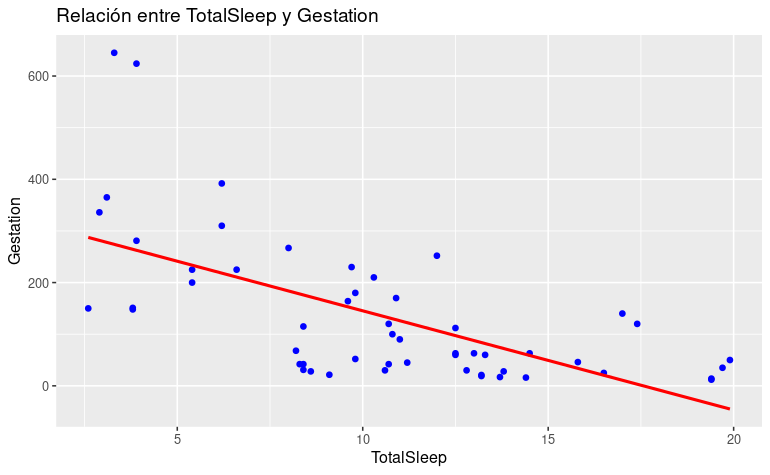 Relación entre TotalSleep y Gestation
Gestation
600
400
200
0
5 10 15 20
TotalSleep